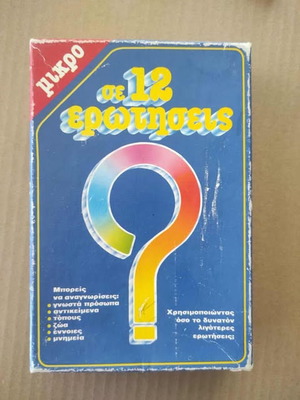 μικρο
σε 12
ερωτησεις
Μπορείς
να αναγνωρίσεις:
• γνωστά πρόσωπα
• αντικείμενα
• τόπους
• ζώα
• έννοιες
• μνημεία
Χρησιμοποιώντας
όσο το δυνατόν
λιγότερες
ερωτήσεις;